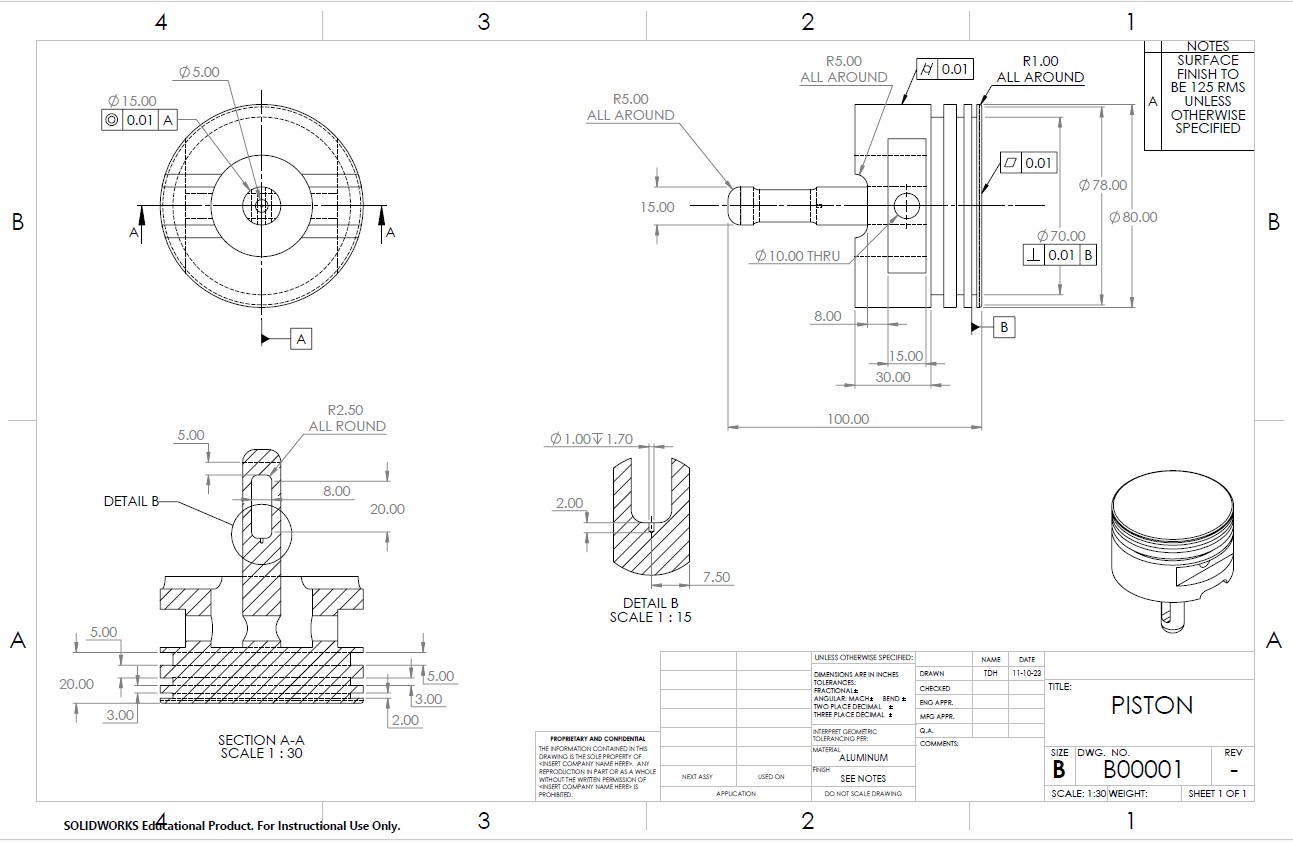 4
3
2
1
NOTES
A
SURFACE
FINISH TO
BE 125 RMS
UNLESS
OTHERWISE
SPECIFIED
∅5.00
∅15.00
◎ 0.01 A
A
A
A
B
B
R5.00
ALL AROUND
R5.00
ALL AROUND
⌭ 0.01
R1.00
ALL AROUND
⏥ 0.01
15.00
∅10.00 THRU
∅78.00
∅80.00
∅70.00
⟂ 0.01 B
8.00
B
15.00
30.00
100.00
R2.50
ALL ROUND
5.00
8.00
20.00
DETAIL B
5.00
20.00
3.00
5.00
3.00
2.00
SECTION A-A
SCALE 1 : 30
∅1.00↧1.70
2.00
7.50
DETAIL B
SCALE 1 : 15
A
A
PROPRIETARY AND CONFIDENTIAL
THE INFORMATION CONTAINED IN THIS
DRAWING IS THE SOLE PROPERTY OF
<INSERT COMPANY NAME HERE>. ANY
REPRODUCTION IN PART OR AS A WHOLE
WITHOUT THE WRITTEN PERMISSION OF
<INSERT COMPANY NAME HERE> IS
PROHIBITED.
NEXT ASSY
USED ON
APPLICATION
UNLESS OTHERWISE SPECIFIED:
DIMENSIONS ARE IN INCHES
TOLERANCES:
FRACTIONAL±
ANGULAR: MACH± BEND ±
TWO PLACE DECIMAL ±
THREE PLACE DECIMAL ±
INTERPRET GEOMETRIC
TOLERANCING PER:
MATERIAL
ALUMINUM
FINISH
SEE NOTES
DO NOT SCALE DRAWING
NAME DATE
DRAWN TDH 11-10-23
CHECKED
ENG APPR.
MFG APPR.
Q.A.
COMMENTS:
TITLE:
PISTON
SIZE DWG. NO. REV
B B00001 -
SCALE: 1:30 WEIGHT: SHEET 1 OF 1
SOLIDWORKS Educational Product. For Instructional Use Only.
4
3
2
1